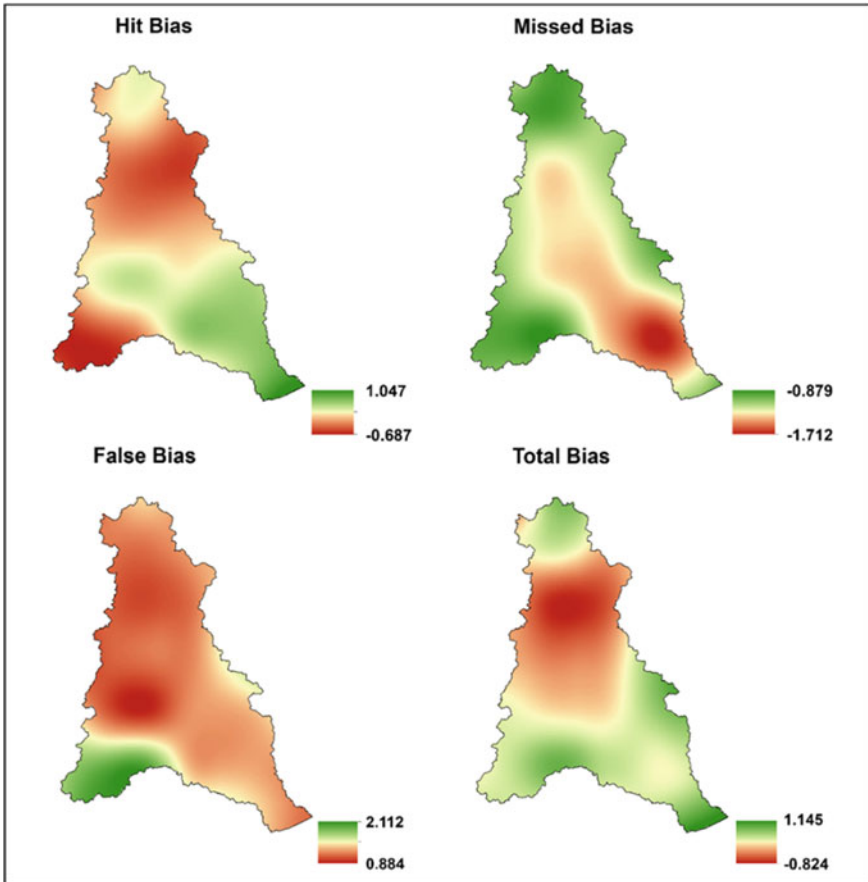 Hit Bias
Missed Bias
1.047
-0.687
-0.879
-1.712
False Bias
Total Bias
2.112
0.884
1.145
-0.824